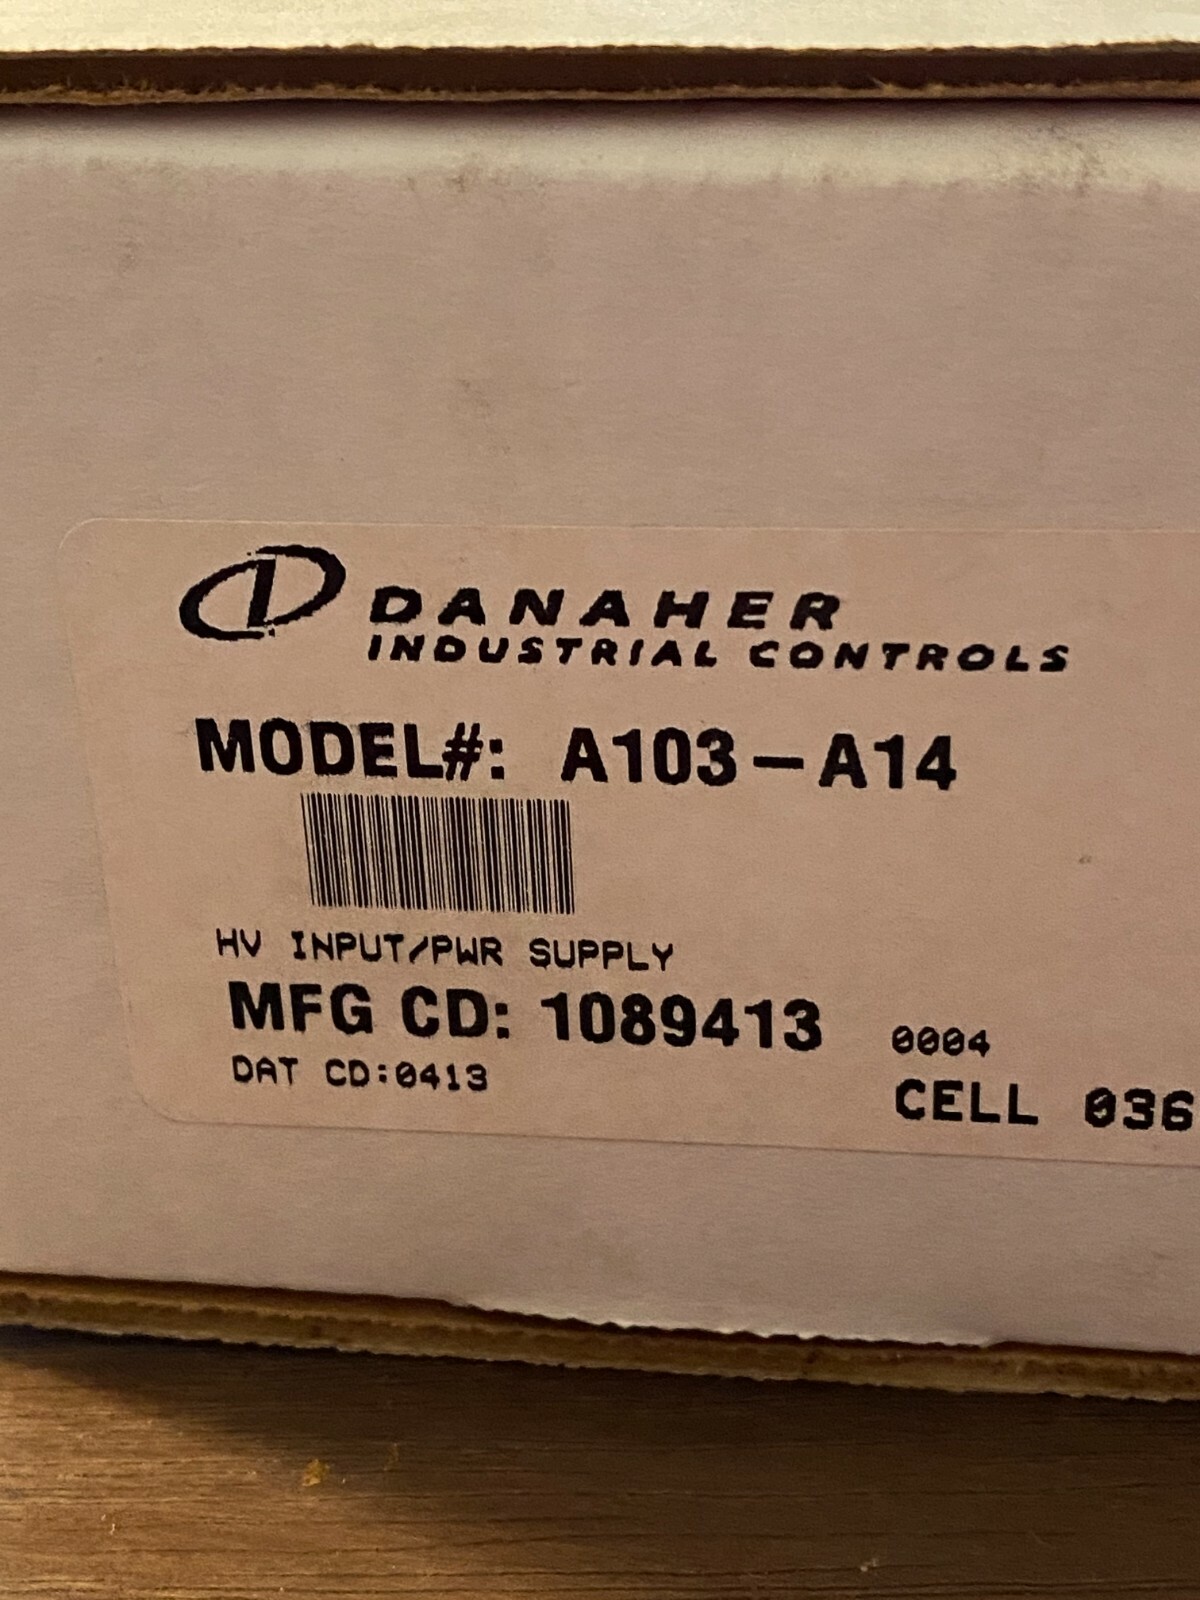 DANAHER
INDUSTRIAL CONTROLS
MODEL#: A103-A14
HV INPUT/PWR SUPPLY
MFG CD: 1089413 0004
DAT CD:0413
CELL 036